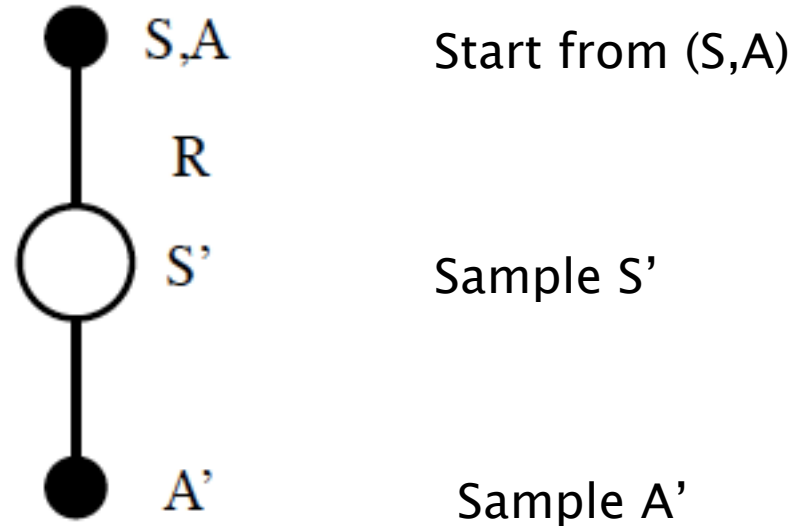 S,A Start from (S,A)
R
S’ Sample S’
A’ Sample A’